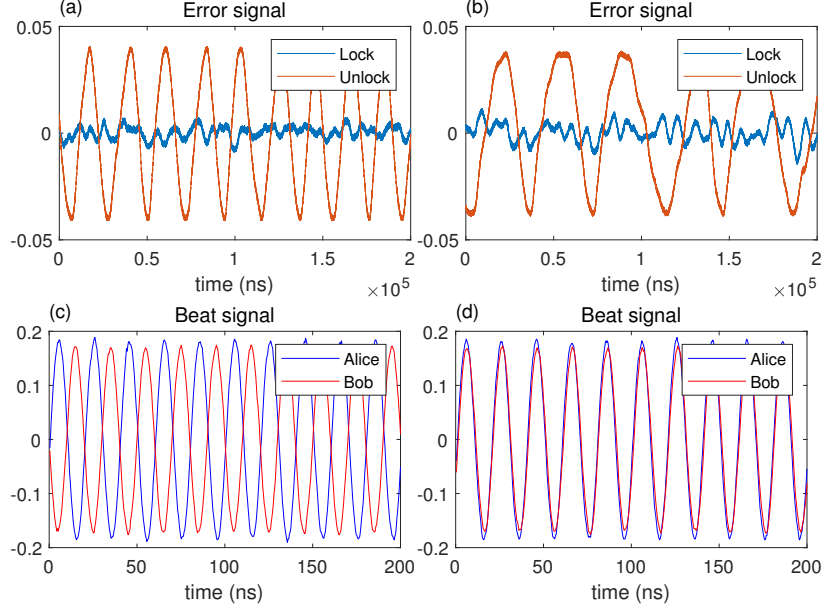 (a) Error signal
0.05
0
-0.05
Lock
Unlock
0 0.5 1 1.5 2
time (ns) ×10^5
(b) Error signal
0.05
0
-0.05
Lock
Unlock
0 0.5 1 1.5 2
time (ns) ×10^5
(c) Beat signal
0.2
0.1
0
-0.1
-0.2
Alice
Bob
0 50 100 150 200
time (ns)
(d) Beat signal
0.2
0.1
0
-0.1
-0.2
Alice
Bob
0 50 100 150 200
time (ns)